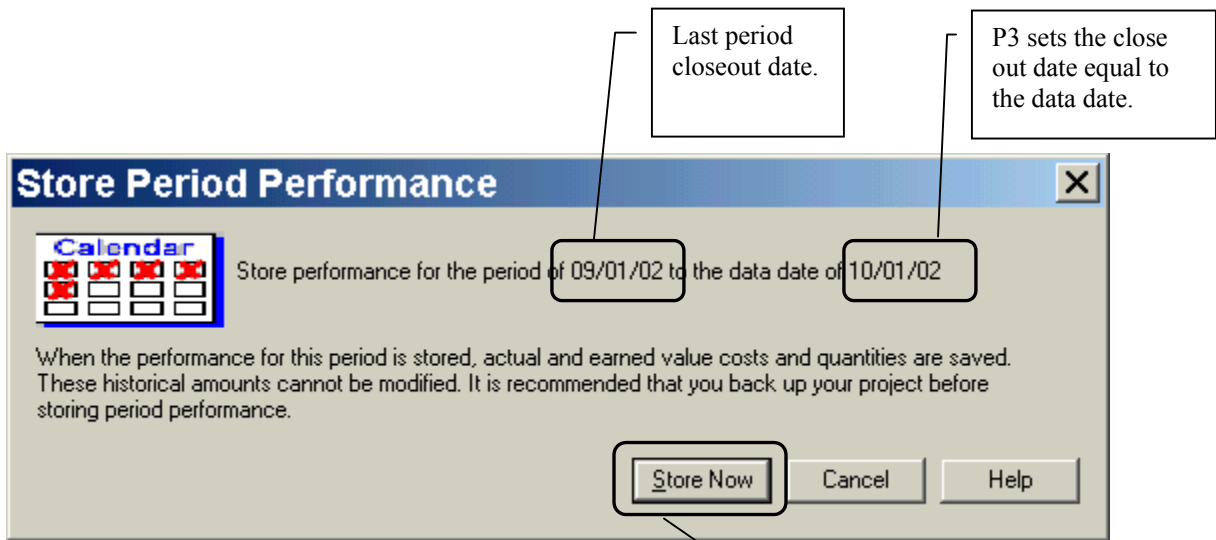 Last period
closeout date.
P3 sets the close
out date equal to
the data date.
Store Period Performance
Calendar
Store performance for the period of 09/01/02 to the data date of 10/01/02
When the performance for this period is stored, actual and earned value costs and quantities are saved.
These historical amounts cannot be modified. It is recommended that you back up your project before
storing period performance.
Store Now
Cancel
Help